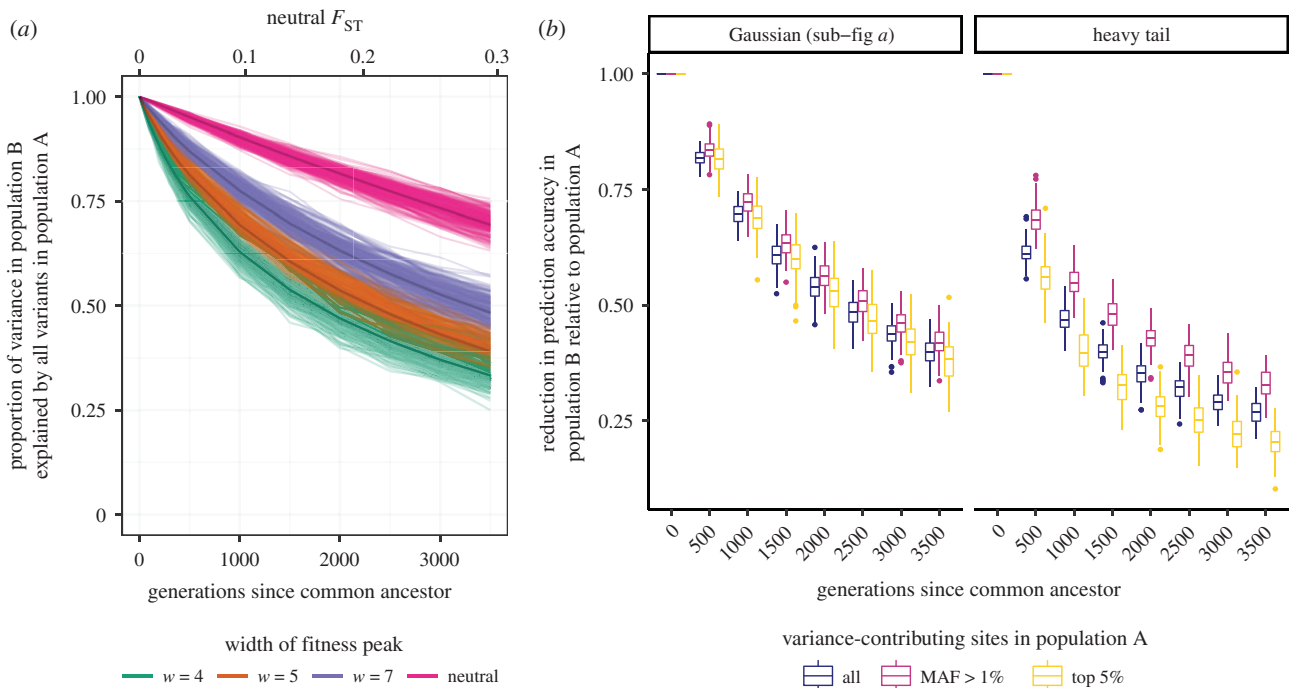 (a)
neutral F_ST
0 0.1 0.2 0.3
1.00
0.75
0.50
0.25
0
proportion of variance in population B
explained by all variants in population A
0 1000 2000 3000
generations since common ancestor
width of fitness peak
w = 4 w = 5 w = 7 neutral
(b)
Gaussian (sub−fig a) heavy tail
1.00
0.75
0.50
0.25
reduction in prediction accuracy in
population B relative to population A
0 500 1000 1500 2000 2500 3000 3500 0 500 1000 1500 2000 2500 3000 3500
generations since common ancestor
variance-contributing sites in population A
all MAF > 1% top 5%